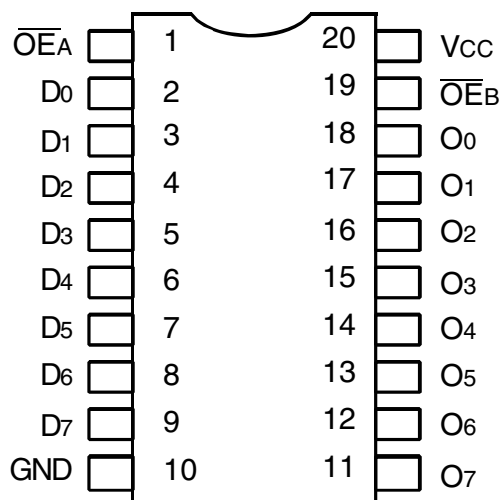 O̅E̅A 1 20 VCC
D0 2 19 O̅E̅B
D1 3 18 O0
D2 4 17 O1
D3 5 16 O2
D4 6 15 O3
D5 7 14 O4
D6 8 13 O5
D7 9 12 O6
GND 10 11 O7